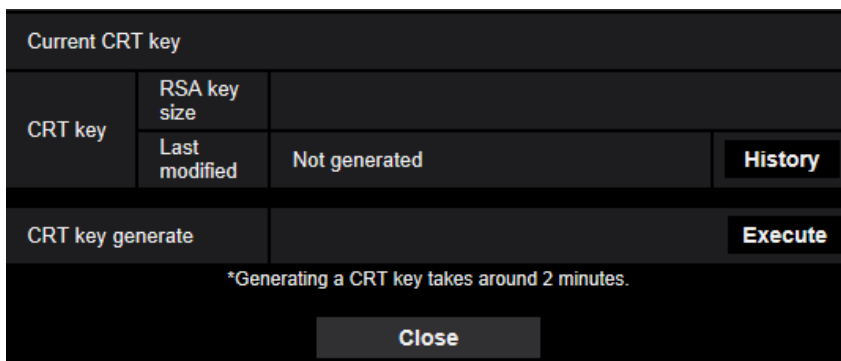 Current CRT key
CRT key
RSA key
size
Last
modified
Not generated
History
CRT key generate
Execute
*Generating a CRT key takes around 2 minutes.
Close